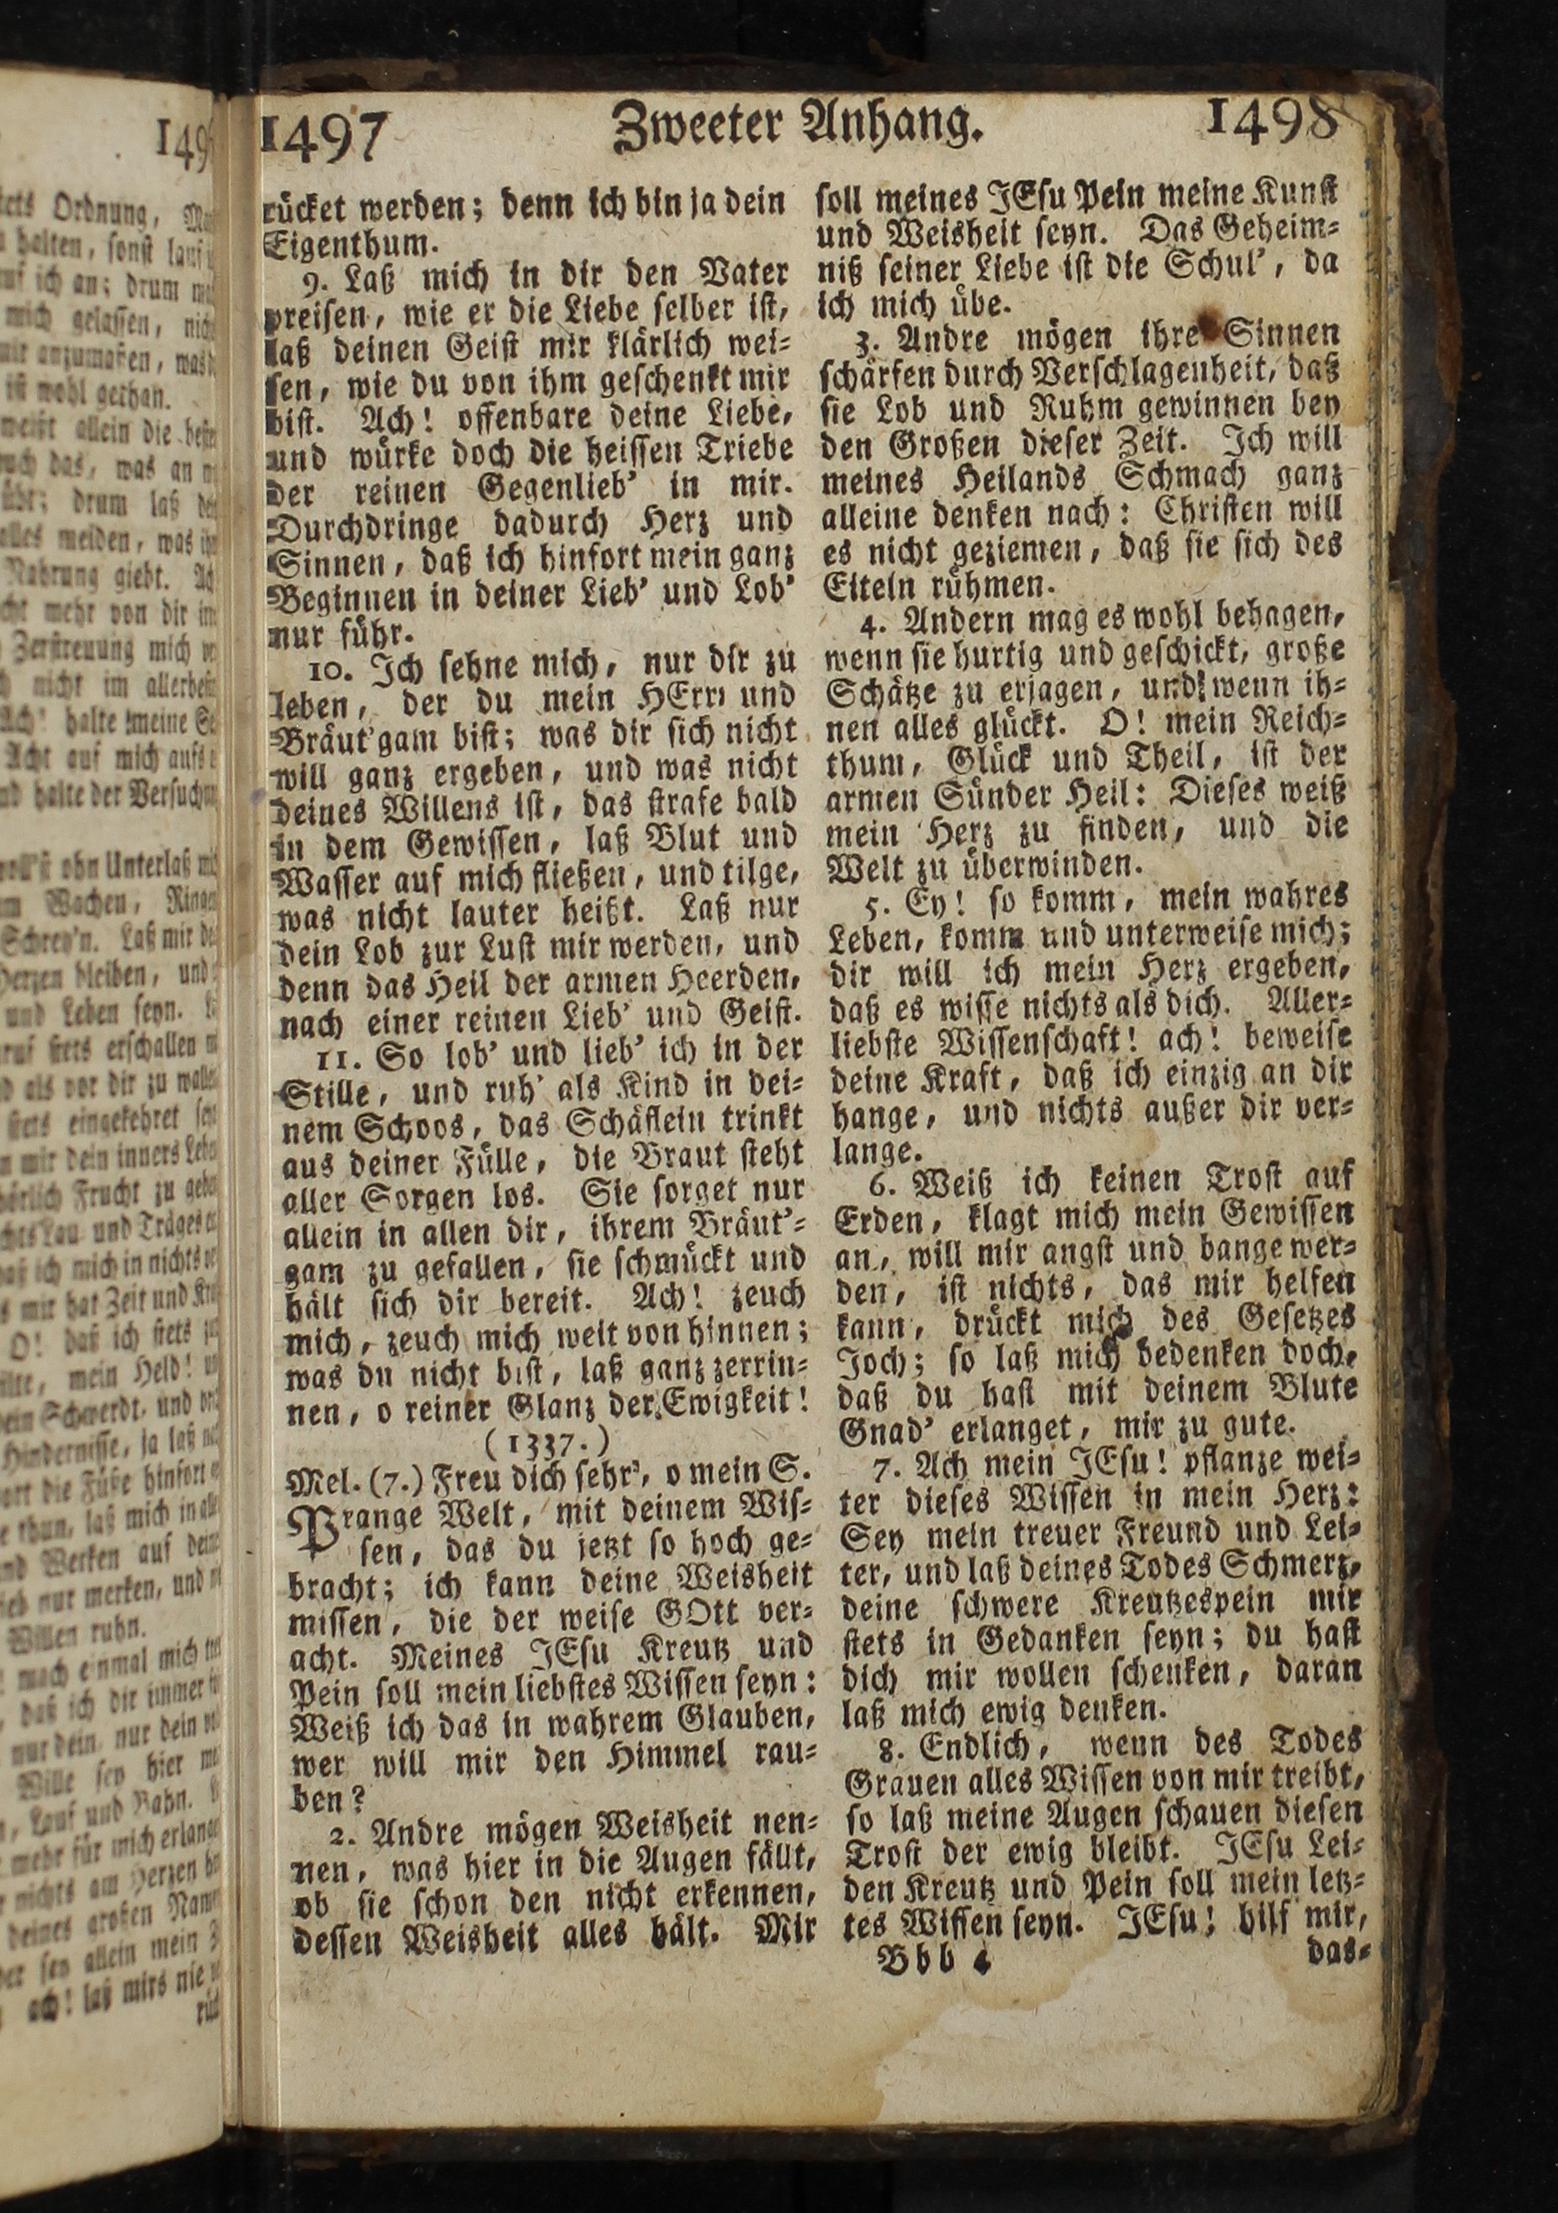 1497
Zweeter Anhang.
1498
rücket werden; denn ich bin ja dein
Eigenthum.
9. Laß mich in dir den Vater
preisen, wie er die Liebe selber ist,
laß deinen Geist mir klärlich wei-
sen, wie du von ihm geschenkt mir
bist. Ach! offenbare deine Liebe,
und würke doch die heissen Triebe
der reinen Gegenlieb' in mir.
Durchdringe dadurch Herz und
Sinnen, daß ich hinfort mein ganz
Beginnen in deiner Lieb' und Lob'
nur führ.
10. Ich sehne mich, nur dir zu
leben, der du mein HErr und
Bräut'gam bist; was dir sich nicht
will ganz ergeben, und was nicht
deines Willens ist, das strafe bald
in dem Gewissen, laß Blut und
Wasser auf mich fließen, und tilge,
was nicht lauter heißt. Laß nur
dein Lob zur Lust mir werden, und
denn das Heil der armen Heerden,
nach einer reinen Lieb' und Geist.
11. So lob' und lieb' ich in der
Stille, und ruh' als Kind in dei-
nem Schoos, das Schäflein trinkt
aus deiner Fülle, die Braut steht
aller Sorgen los. Sie sorget nur
allein in allen dir, ihrem Bräut'-
gam zu gefallen, sie schmückt und
hält sich dir bereit. Ach! zeuch
mich, zeuch mich weit von hinnen;
was du nicht bist, laß ganz zerrin-
nen, o reiner Glanz der Ewigkeit!
(1337.)
Mel. (7.) Freu dich sehr', o mein S.
Prange Welt, mit deinem Wis-
sen, das du jetzt so hoch ge-
bracht; ich kann deine Weisheit
missen, die der weise GOtt ver-
acht. Meines JEsu Kreutz und
Pein soll mein liebstes Wissen seyn:
Weiß ich das in wahrem Glauben,
wer will mir den Himmel rau-
ben?
2. Andre mögen Weisheit nen-
nen, was hier in die Augen fällt,
ob sie schon den nicht erkennen,
dessen Weisheit alles hält. Mir
soll meines JEsu Pein meine Kunst
und Weisheit seyn. Das Geheim-
niß seiner Liebe ist die Schul', da
ich mich übe.
3. Andre mögen ihre Sinnen
schärfen durch Verschlagenheit, daß
sie Lob und Ruhm gewinnen bey
den Großen dieser Zeit. Ich will
meines Heilands Schmach ganz
alleine denken nach: Christen will
es nicht geziemen, daß sie sich des
Eiteln rühmen.
4. Andern mag es wohl behagen,
wenn sie hurtig und geschickt, große
Schätze zu erjagen, und wenn ih-
nen alles glückt. O! mein Reich-
thum, Glück und Theil, ist der
armen Sünder Heil: Dieses weiß
mein Herz zu finden, und die
Welt zu überwinden.
5. Ey! so komm, mein wahres
Leben, komm und unterweise mich;
dir will ich mein Herz ergeben,
daß es wisse nichts als dich. Aller-
liebste Wissenschaft! ach! beweise
deine Kraft, daß ich einzig an dir
hange, und nichts außer dir ver-
lange.
6. Weiß ich keinen Trost auf
Erden, klagt mich mein Gewissen
an, will mir angst und bange wer-
den, ist nichts, das mir helfen
kann, drückt mich des Gesetzes
Joch; so laß mich bedenken doch,
daß du hast mit deinem Blute
Gnad' erlanget, mir zu gute.
7. Ach mein JEsu! pflanze wei-
ter dieses Wissen in mein Herz:
Sey mein treuer Freund und Lei-
ter, und laß deines Todes Schmerz,
deine schwere Kreutzespein mir
stets in Gedanken seyn; du hast
dich mir wollen schenken, daran
laß mich ewig denken.
8. Endlich, wenn des Todes
Grauen alles Wissen von mir treibt,
so laß meine Augen schauen diesen
Trost der ewig bleibt. JEsu Lei-
den Kreutz und Pein soll mein letz-
tes Wissen seyn. JEsu! hilf mir,
Bbb 4
das-